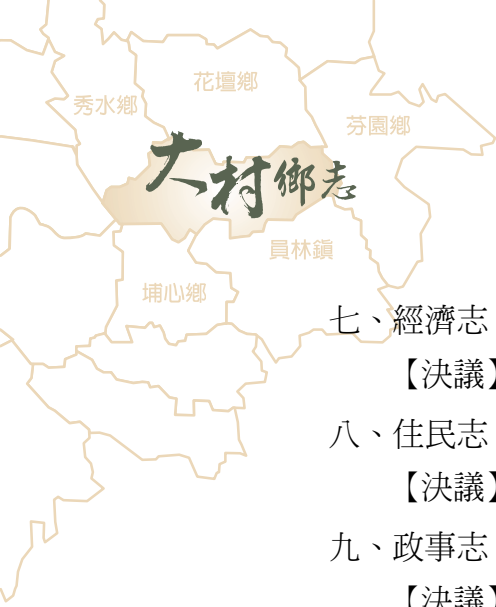 花壇鄉
秀水鄉
芬園鄉
大村鄉志
員林鎮
埔心鄉
七、經濟志
【決議】
八、住民志
【決議】
九、政事志
【決議】